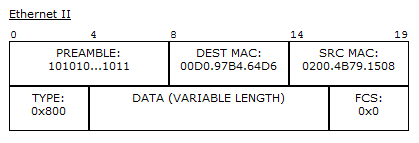 Ethernet II
0 4 8 14 19
PREAMBLE: DEST MAC: SRC MAC:
101010...1011 00D0.97B4.64D6 0200.4B79.1508
TYPE: DATA (VARIABLE LENGTH) FCS:
0x800 0x0